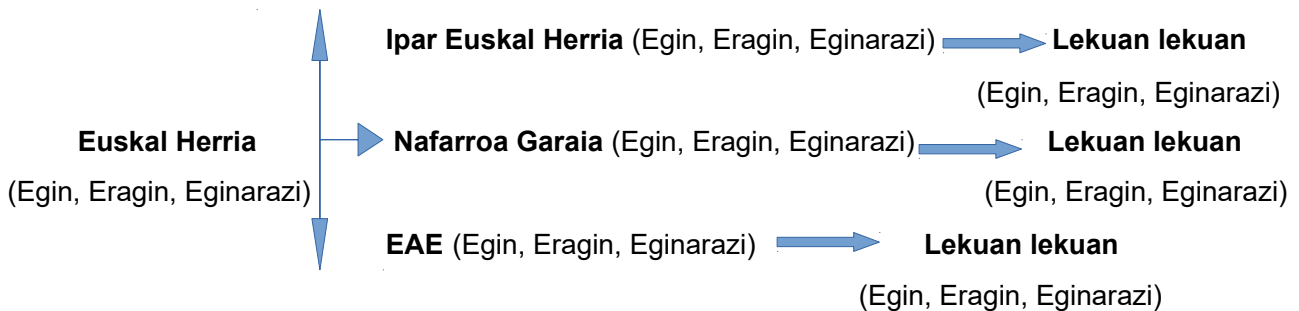 Ipar Euskal Herria (Egin, Eragin, Eginarazi) Lekuan lekuan
(Egin, Eragin, Eginarazi)
Euskal Herria Nafarroa Garaia (Egin, Eragin, Eginarazi) Lekuan lekuan
(Egin, Eragin, Eginarazi) (Egin, Eragin, Eginarazi)
EAE (Egin, Eragin, Eginarazi) Lekuan lekuan
(Egin, Eragin, Eginarazi)